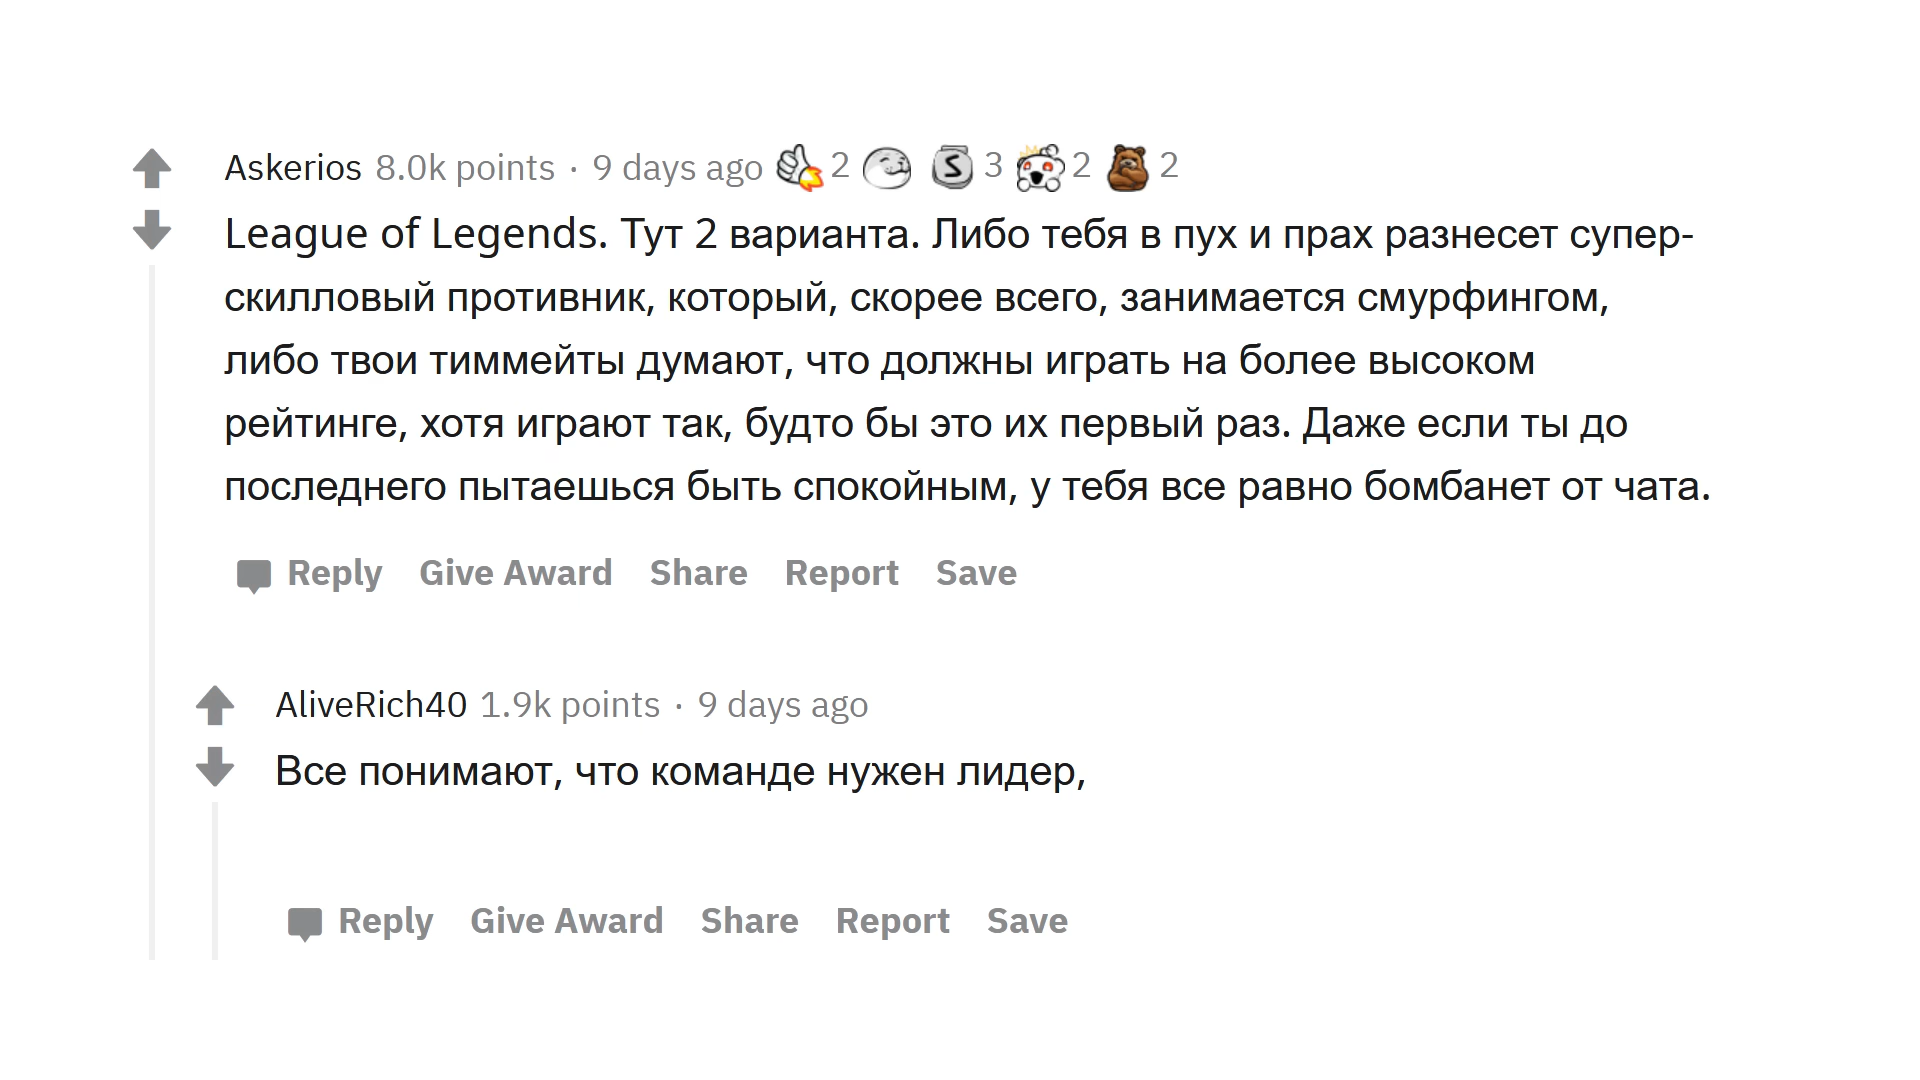 Askerios 8.0k points · 9 days ago 2 3 2 2
League of Legends. Тут 2 варианта. Либо тебя в пух и прах разнесет супер-
скилловый противник, который, скорее всего, занимается смурфингом,
либо твои тиммейты думают, что должны играть на более высоком
рейтинге, хотя играют так, будто бы это их первый раз. Даже если ты до
последнего пытаешься быть спокойным, у тебя все равно бомбанет от чата.
Reply Give Award Share Report Save
AliveRich40 1.9k points · 9 days ago
Все понимают, что команде нужен лидер,
Reply Give Award Share Report Save